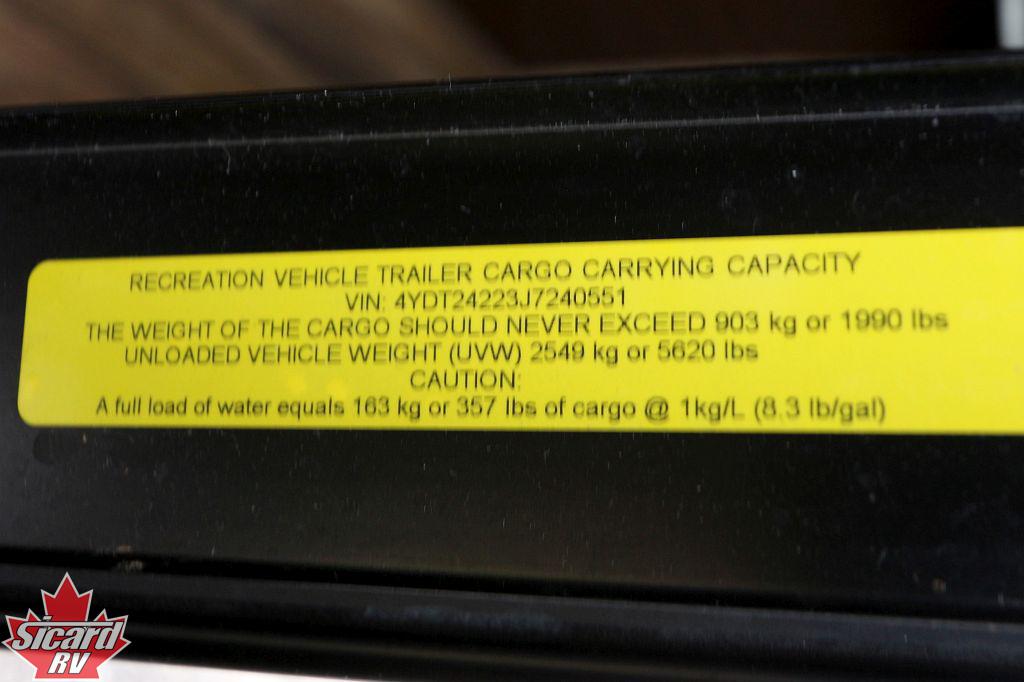 RECREATION VEHICLE TRAILER CARGO CARRYING CAPACITY
VIN: 4YDT24223J7240551
THE WEIGHT OF THE CARGO SHOULD NEVER EXCEED 903 kg or 1990 lbs
UNLOADED VEHICLE WEIGHT (UVW) 2549 kg or 5620 lbs
CAUTION:
A full load of water equals 163 kg or 357 lbs of cargo @ 1kg/L (8.3 lb/gal)
Sicard
RV